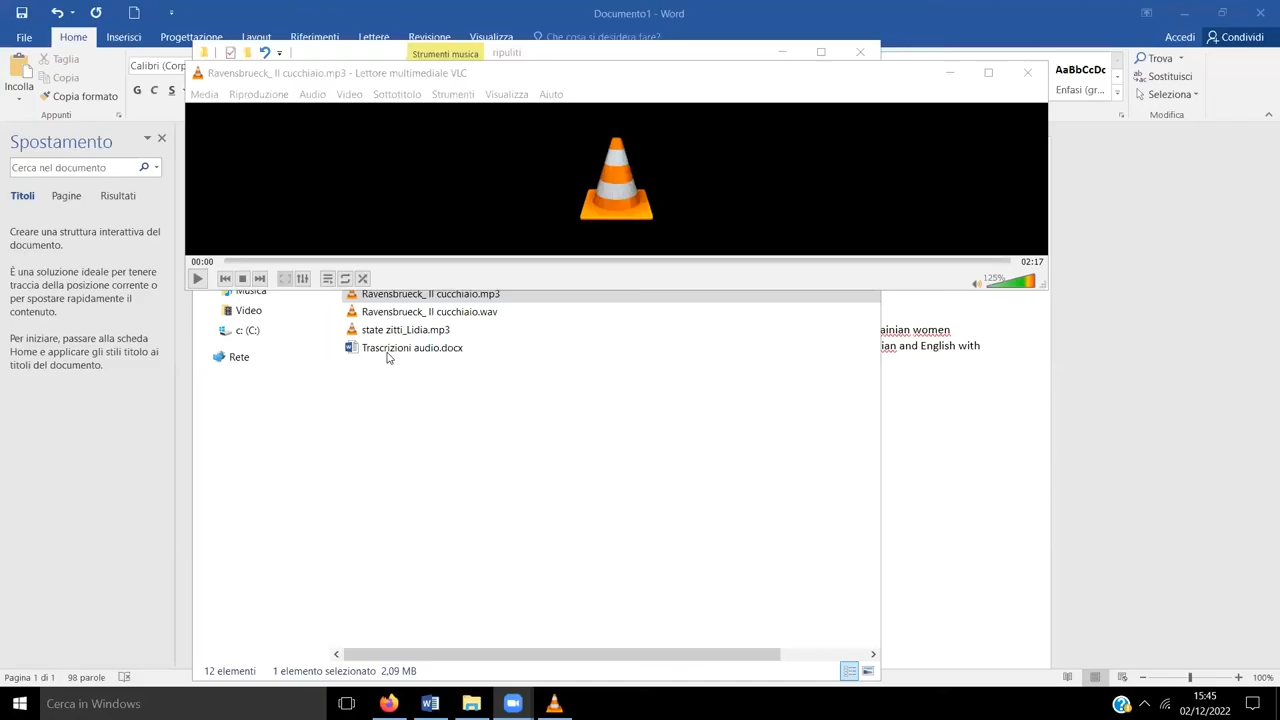 Documento1 - Word
File Home Inserisci Progettazione Layout Riferimenti Lettere Revisione Visualizza Che cosa si desidera fare? Accedi Condividi
Strumenti musica ripuliti
Taglia
Copia
Copia formato
Incolla
Appunti
Calibri (Corp
G C S
AaBbCcDc
Enfasi (gr...
Trova
Sostituisci
Seleziona
Modifica
Ravensbrueck_ Il cucchiaio.mp3 - Lettore multimediale VLC
Media Riproduzione Audio Video Sottotitolo Strumenti Visualizza Aiuto
00:00 02:17
125%
Spostamento
Cerca nel documento
Titoli Pagine Risultati
Creare una struttura interattiva del
documento.
È una soluzione ideale per tenere
traccia della posizione corrente o
per spostare rapidamente il
contenuto.
Per iniziare, passare alla scheda
Home e applicare gli stili titolo ai
titoli del documento.
Musica
Video
c: (C:)
Rete
Ravensbrueck_ Il cucchiaio.mp3
Ravensbrueck_ Il cucchiaio.wav
state zitti_Lidia.mp3
Trascrizioni audio.docx
ainian women
ian and English with
12 elementi 1 elemento selezionato 2,09 MB
Pagina 1 di 1 98 parole
100%
Cerca in Windows
15:45
02/12/2022